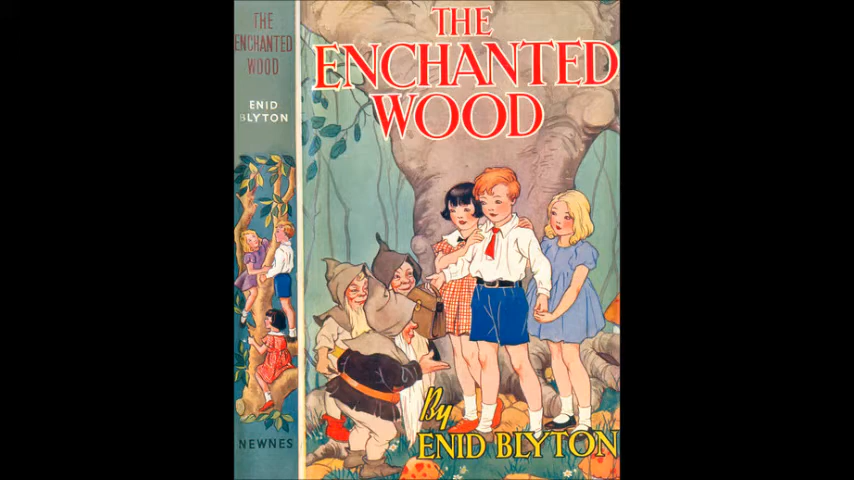 THE
ENCHANTED
WOOD
ENID
BLYTON
NEWNES
THE
ENCHANTED
WOOD
By
ENID BLYTON